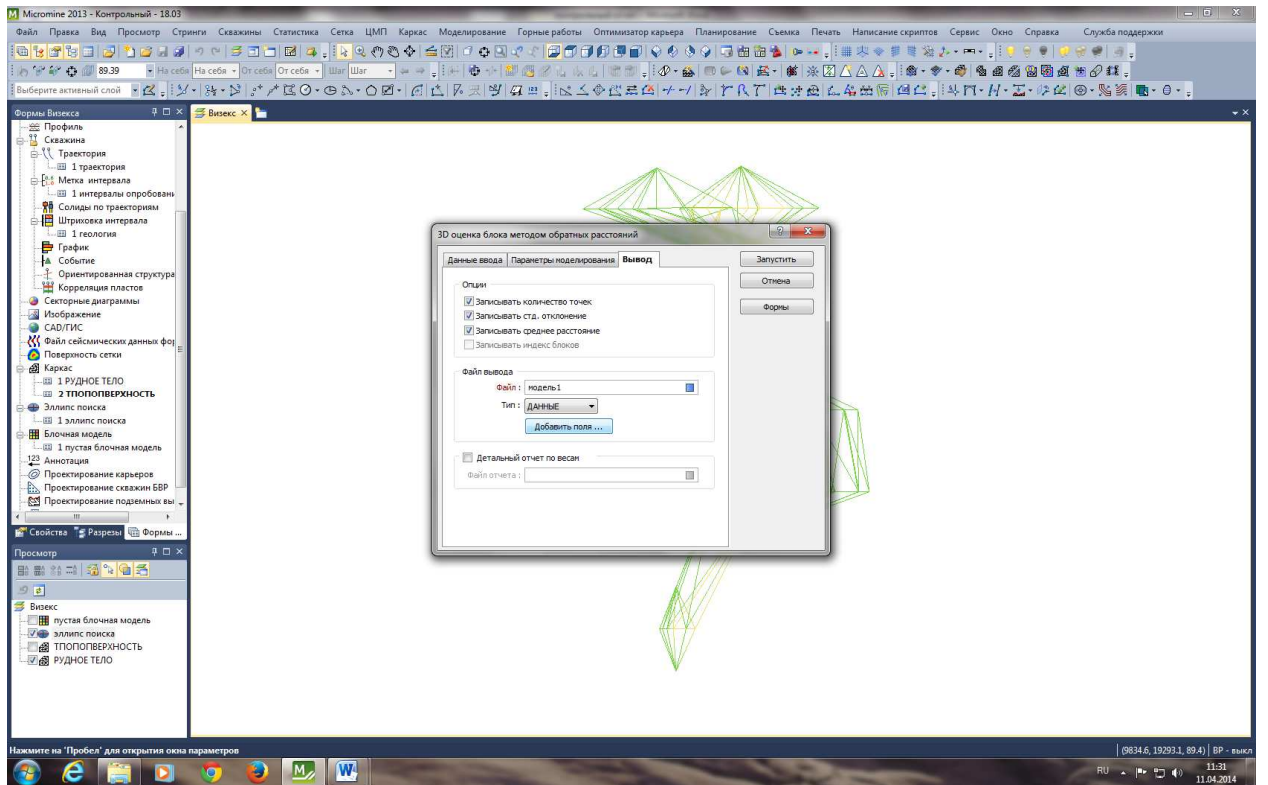 Micromine 2013 - Контрольный - 18.03
Файл Правка Вид Просмотр Стринги Скважины Статистика Сетка ЦМП Каркас Моделирование Горные работы Оптимизатор карьера Планирование Съемка Печать Написание скриптов Сервис Окно Справка Служба поддержки
89.39 На себя На себя От себя От себя Шаг Шаг
Выберите активный слой
Формы Визекса
Визекс
Профиль
Скважина
Траектория
1 траектория
Метка интервала
1 интервалы опробовани
Солиды по траекториям
Штриховка интервала
1 геология
График
Событие
Ориентированная структура
Корреляция пластов
Секторные диаграммы
Изображение
САD/ГИС
Файл сейсмических данных фор
Поверхность сетки
Каркас
1 РУДНОЕ ТЕЛО
2 ТПОПОПВЕРХНОСТЬ
Эллипс поиска
1 эллипс поиска
Блочная модель
1 пустая блочная модель
123 Аннотация
Проектирование карьеров
Проектирование скважин БВР
Проектирование подземных вы
Свойства Разрезы Формы ...
Просмотр
Визекс
пустая блочная модель
эллипс поиска
ТПОПОПВЕРХНОСТЬ
РУДНОЕ ТЕЛО
3D оценка блока методом обратных расстояний
Данные ввода Параметры моделирования Вывод
Запустить
Отмена
Формы
Опции
Записывать количество точек
Записывать стд. отклонение
Записывать среднее расстояние
Записывать индекс блоков
Файл вывода
Файл : модель1
Тип : ДАННЫЕ
Добавить поля ...
Детальный отчет по весам
Файл отчета :
Нажмите на 'Пробел' для открытия окна параметров
(9834.6, 19293.1, 89.4) ВР - выкл
RU
11:31
11.04.2014